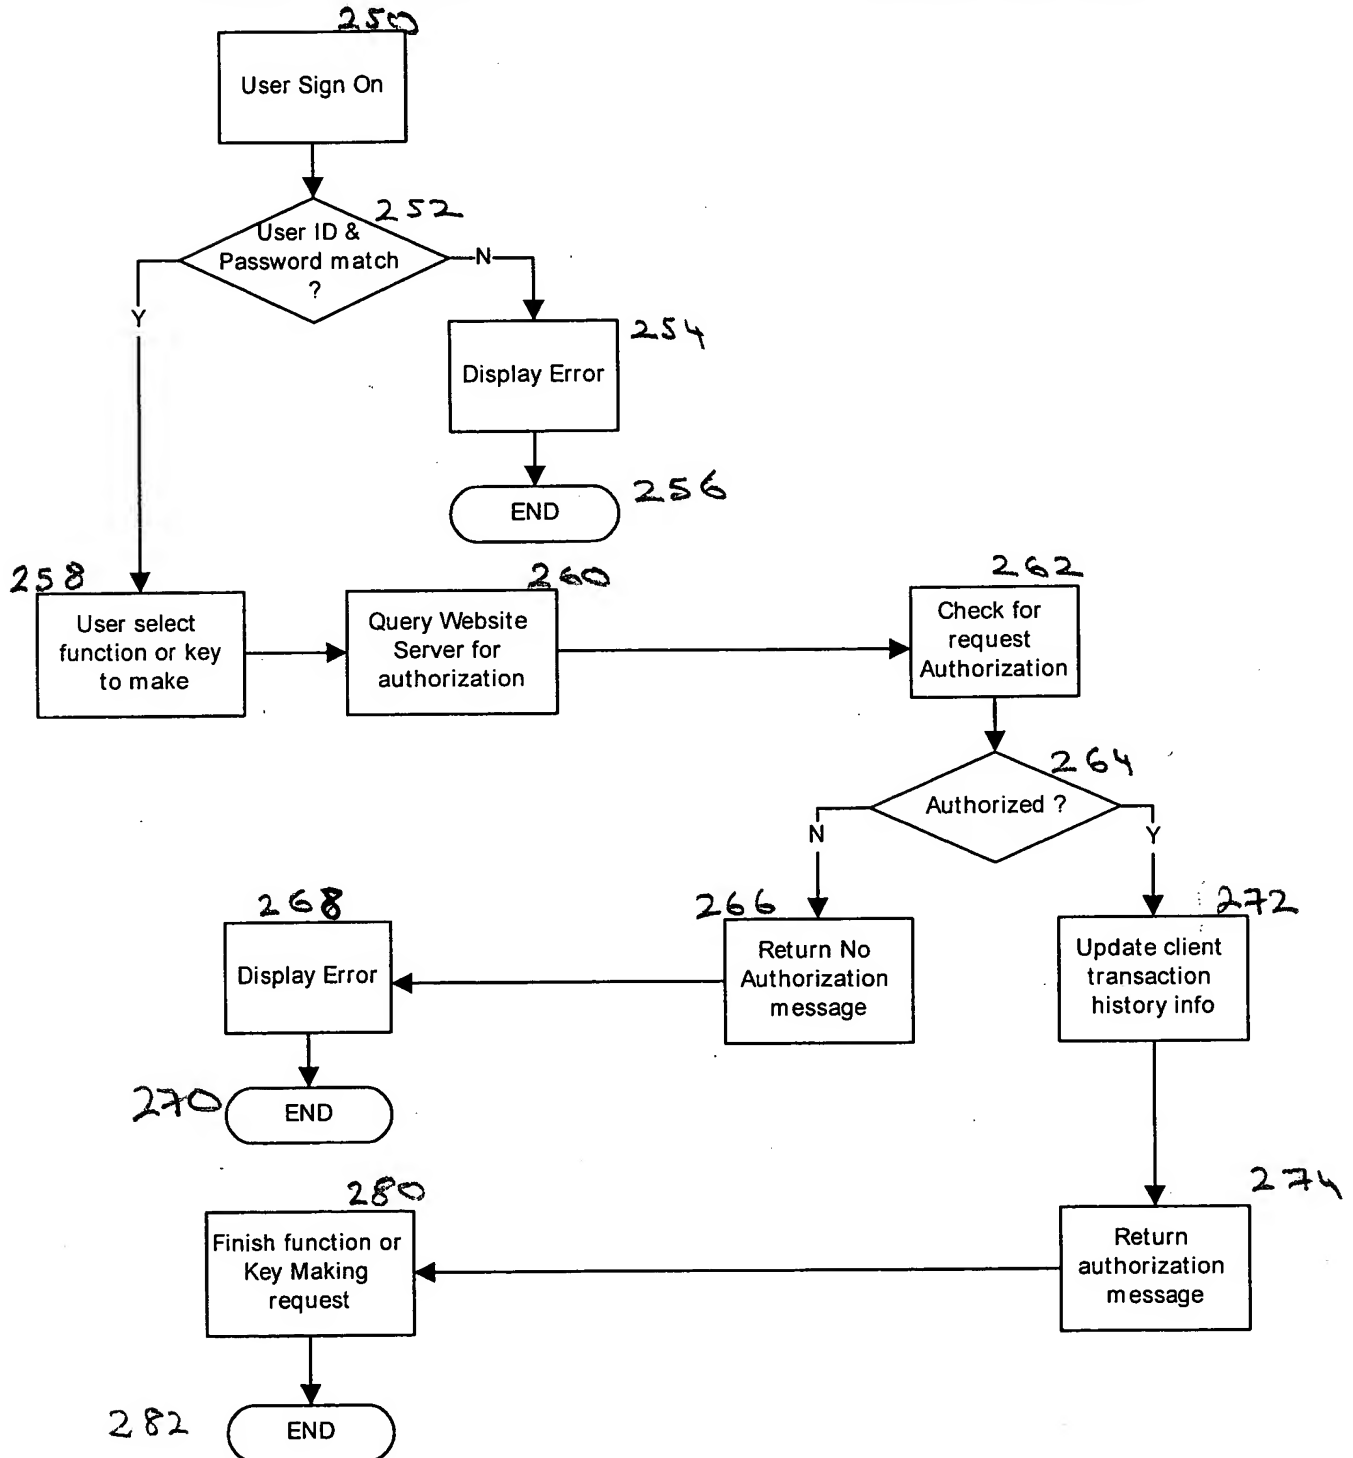 250
User Sign On
252
User ID &
Password match
?
N
Y
254
Display Error
256
END
258
User select
function or key
to make
260
Query Website
Server for
authorization
262
Check for
request
Authorization
264
Authorized ?
N
Y
268
Display Error
266
Return No
Authorization
message
272
Update client
transaction
history info
270
END
280
Finish function or
Key Making
request
274
Return
authorization
message
282
END